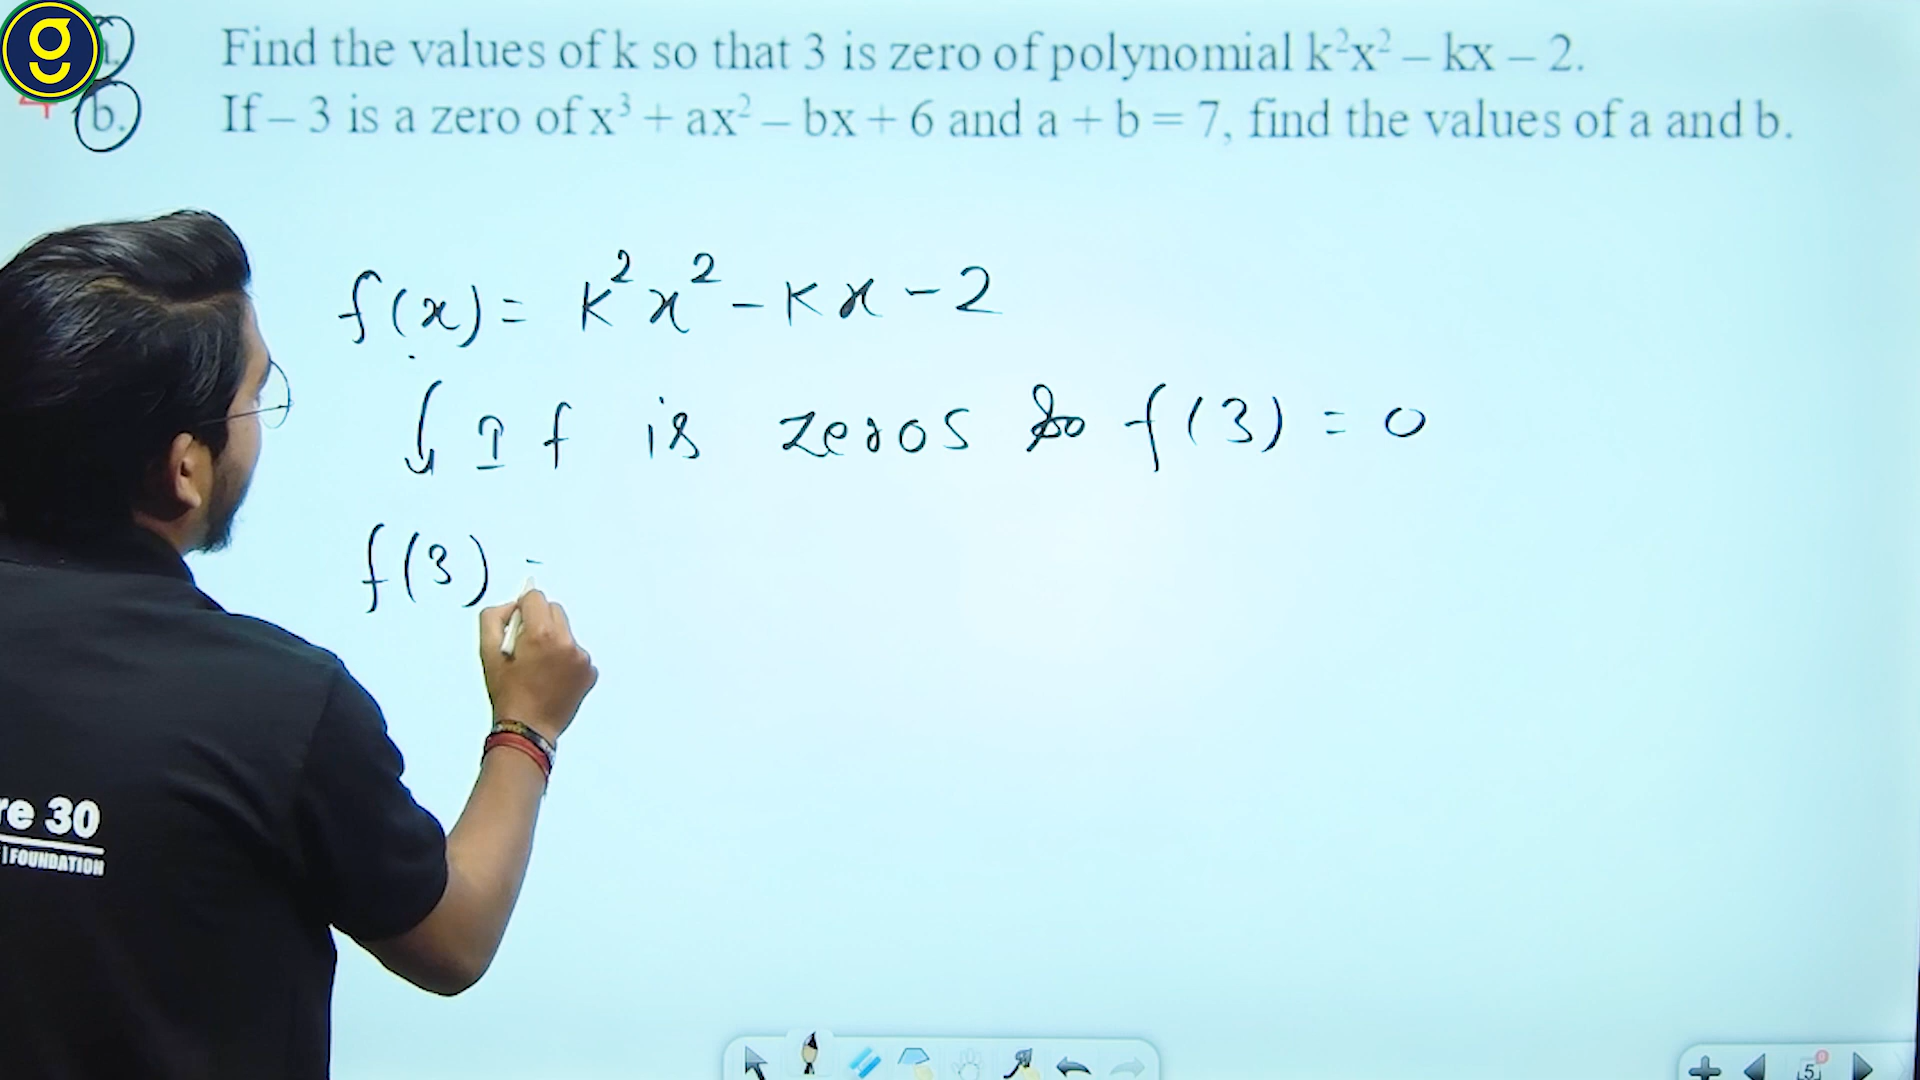 g
Find the values of k so that 3 is zero of polynomial k²x² – kx – 2.
4 b. If – 3 is a zero of x³ + ax² – bx + 6 and a + b = 7, find the values of a and b.
f(x) = k²x² - kx - 2
If is zeros so f(3) = 0
f(3) =
re 30
| FOUNDATION
5